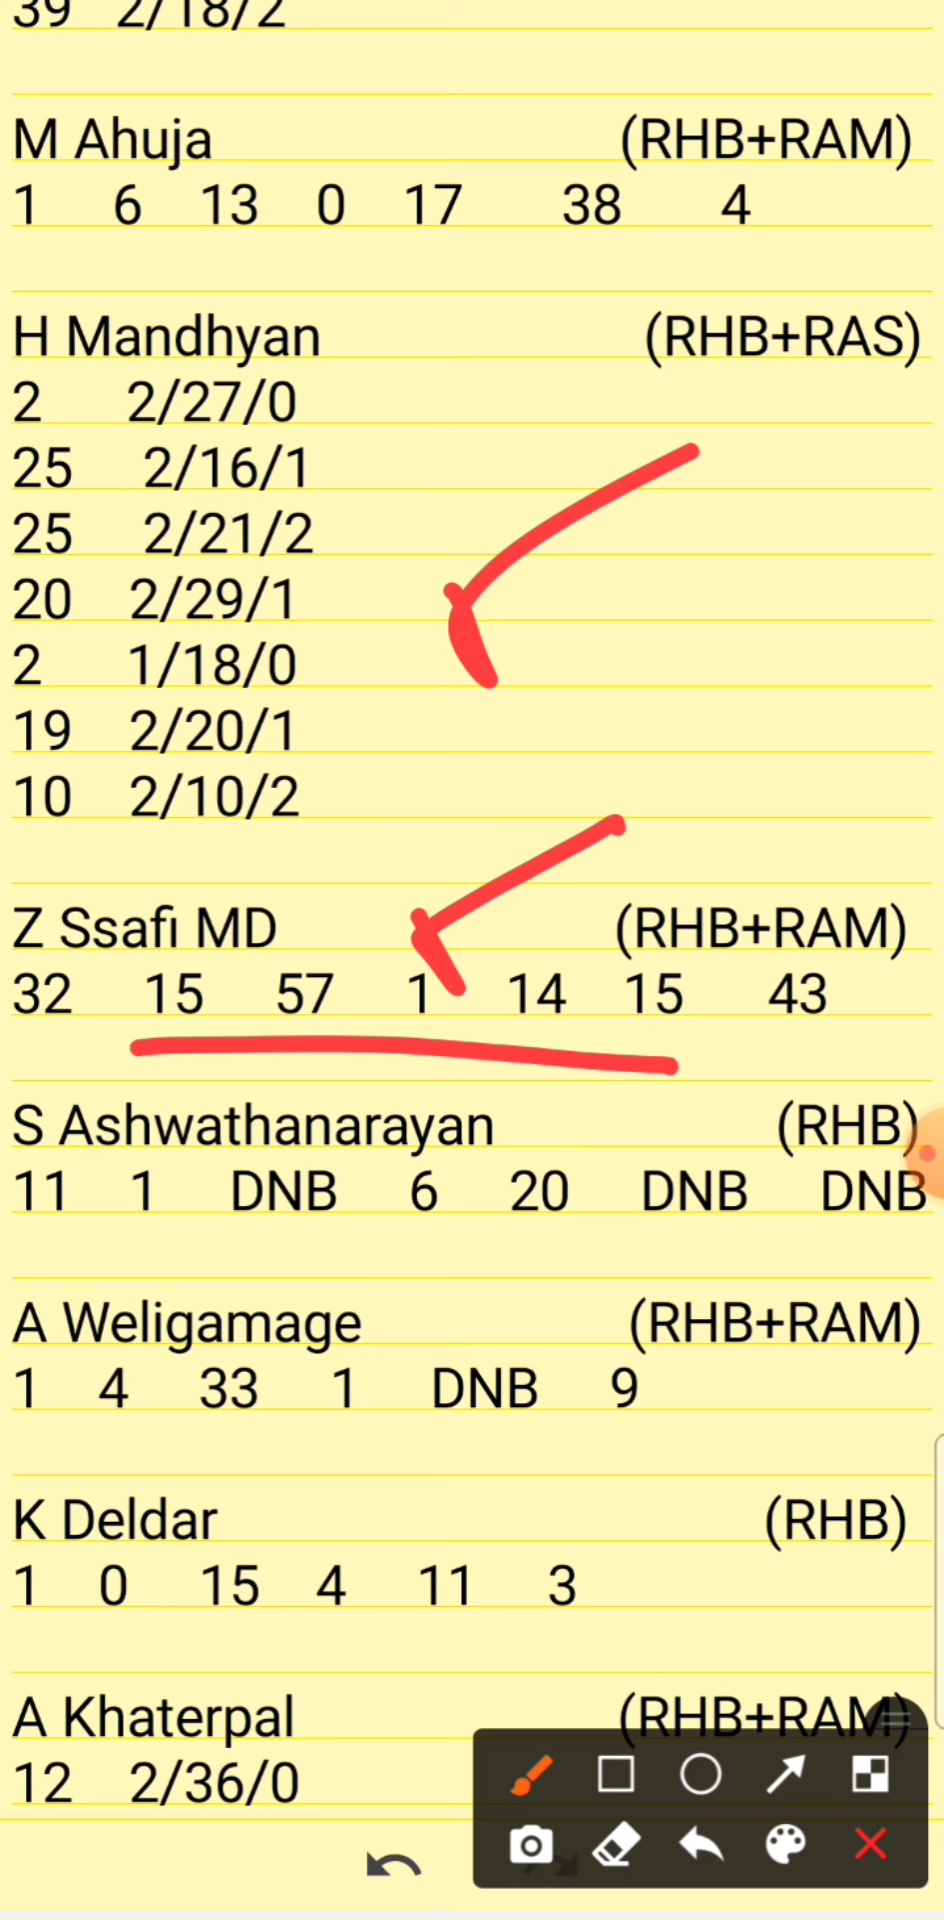 39 2/18/2
M Ahuja (RHB+RAM)
1 6 13 0 17 38 4
H Mandhyan (RHB+RAS)
2 2/27/0
25 2/16/1
25 2/21/2
20 2/29/1
2 1/18/0
19 2/20/1
10 2/10/2
Z Ssafi MD (RHB+RAM)
32 15 57 1 14 15 43
S Ashwathanarayan (RHB)
11 1 DNB 6 20 DNB DNB
A Weligamage (RHB+RAM)
1 4 33 1 DNB 9
K Deldar (RHB)
1 0 15 4 11 3
A Khaterpal (RHB+RAM)
12 2/36/0